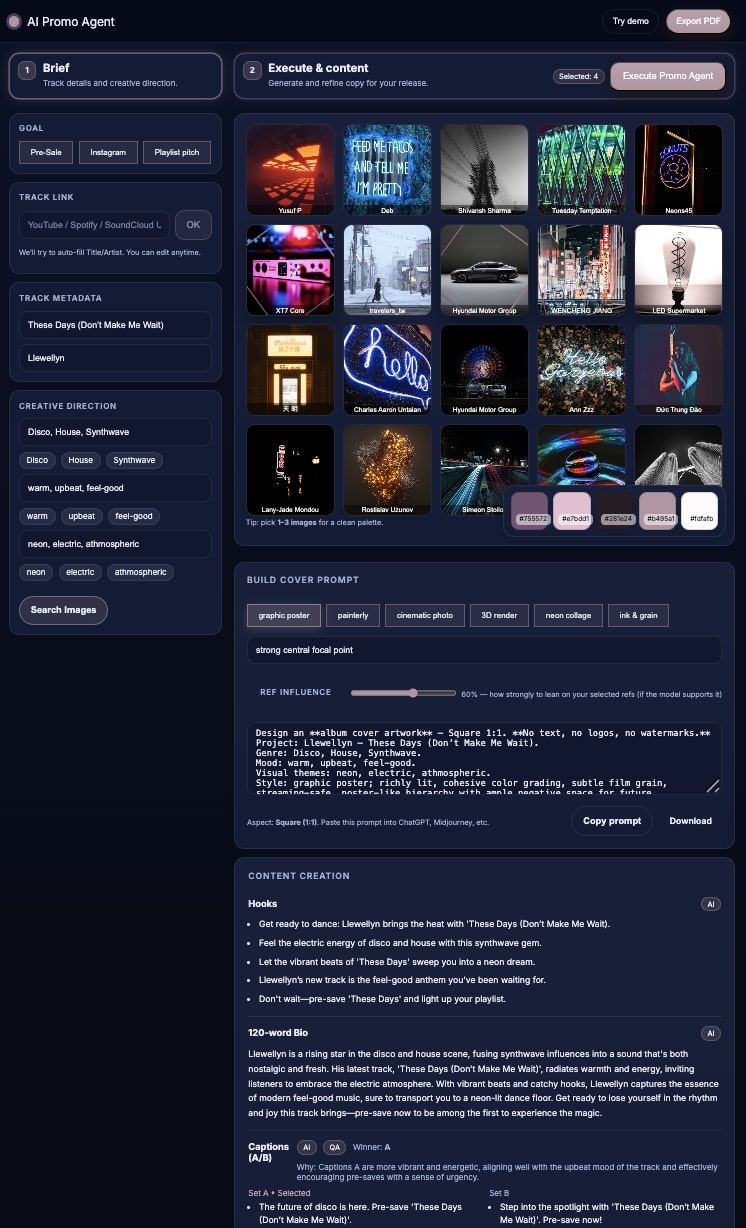 AI Promo Agent
Try demo
Export PDF
1
Brief
Track details and creative direction.
2
Execute & content
Generate and refine copy for your release.
Selected: 4
Execute Promo Agent
GOAL
Pre-Sale
Instagram
Playlist pitch
TRACK LINK
YouTube / Spotify / SoundCloud U
OK
We'll try to auto-fill Title/Artist. You can edit anytime.
TRACK METADATA
These Days (Don't Make Me Wait)
Llewellyn
CREATIVE DIRECTION
Disco, House, Synthwave
Disco
House
Synthwave
warm, upbeat, feel-good
warm
upbeat
feel-good
neon, electric, athmospheric
neon
electric
athmospheric
Search Images
FEED ME TACOS
AND TELL ME
I'M PRETTY
DONUTS
Yusuf P
Deb
Shivansh Sharma
Tuesday Temptation
Neons45
XT7 Core
travelers_tw
Hyundai Motor Group
WENCHENG JIANG
LED Supermarket
hello
Hello
Gorgeous
天 明
Charles Aaron Untalan
Hyundai Motor Group
Ann Zzz
Đức Trung Đào
Lany-Jade Mondou
Rostislav Uzunov
Simeon Stoilo
Tip: pick 1–3 images for a clean palette.
#755572
#e7bdd1
#281e24
#b495a1
#fdfafb
BUILD COVER PROMPT
graphic poster
painterly
cinematic photo
3D render
neon collage
ink & grain
strong central focal point
REF INFLUENCE
60% — how strongly to lean on your selected refs (if the model supports it)
Design an **album cover artwork** — Square 1:1. **No text, no logos, no watermarks.**
Project: Llewellyn — These Days (Don't Make Me Wait).
Genre: Disco, House, Synthwave.
Mood: warm, upbeat, feel-good.
Visual themes: neon, electric, athmospheric.
Style: graphic poster; richly lit, cohesive color grading, subtle film grain,
streaming-safe, poster-like hierarchy with ample negative space for future
Aspect: Square (1:1). Paste this prompt into ChatGPT, Midjourney, etc.
Copy prompt
Download
CONTENT CREATION
Hooks
AI
• Get ready to dance: Llewellyn brings the heat with 'These Days (Don't Make Me Wait).
• Feel the electric energy of disco and house with this synthwave gem.
• Let the vibrant beats of 'These Days' sweep you into a neon dream.
• Llewellyn's new track is the feel-good anthem you've been waiting for.
• Don't wait—pre-save 'These Days' and light up your playlist.
120-word Bio
AI
Llewellyn is a rising star in the disco and house scene, fusing synthwave influences into a sound that's both
nostalgic and fresh. His latest track, 'These Days (Don't Make Me Wait)', radiates warmth and energy, inviting
listeners to embrace the electric atmosphere. With vibrant beats and catchy hooks, Llewellyn captures the essence
of modern feel-good music, sure to transport you to a neon-lit dance floor. Get ready to lose yourself in the rhythm
and joy this track brings—pre-save now to be among the first to experience the magic.
Captions
(A/B)
AI
QA
Winner: A
Why: Captions A are more vibrant and energetic, aligning well with the upbeat mood of the track and effectively
encouraging pre-saves with a sense of urgency.
Set A • Selected
• The future of disco is here. Pre-save 'These Days
(Don't Make Me Wait)'.
Set B
• Step into the spotlight with 'These Days (Don't Make
Me Wait)'. Pre-save now!